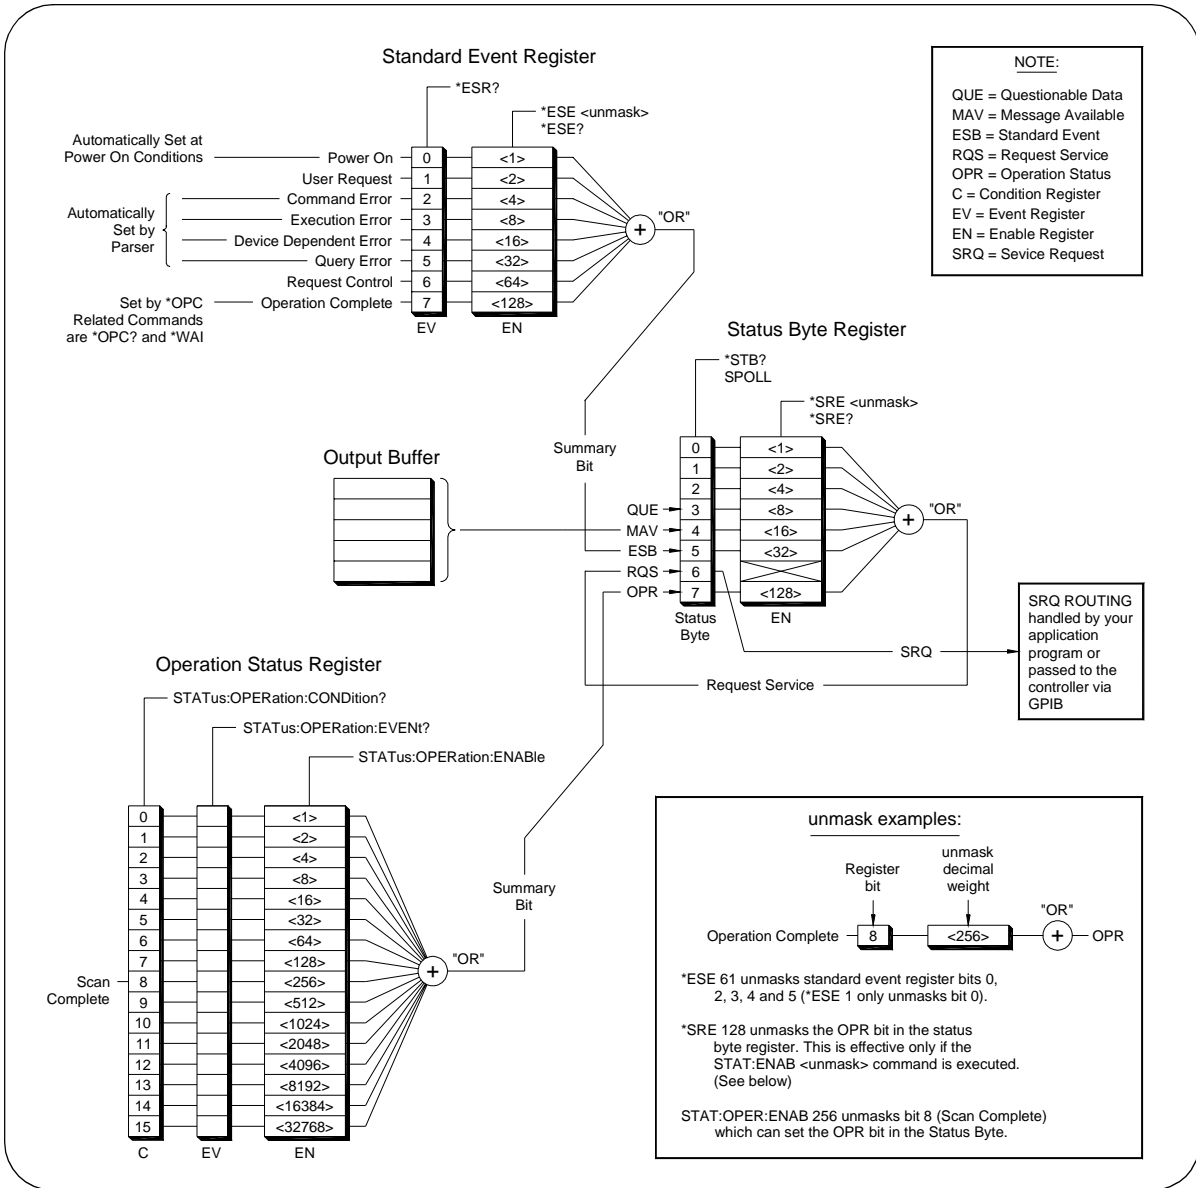 Standard Event Register
*ESR?
*ESE <unmask>
*ESE?
Automatically Set at
Power On Conditions
Power On 0 <1>
User Request 1 <2>
Command Error 2 <4>
Execution Error 3 <8>
Device Dependent Error 4 <16>
Query Error 5 <32>
Request Control 6 <64>
Operation Complete 7 <128>
Automatically
Set by
Parser
Set by *OPC
Related Commands
are *OPC? and *WAI
EV EN
"OR"
NOTE:
QUE = Questionable Data
MAV = Message Available
ESB = Standard Event
RQS = Request Service
OPR = Operation Status
C = Condition Register
EV = Event Register
EN = Enable Register
SRQ = Sevice Request
Status Byte Register
*STB?
SPOLL
*SRE <unmask>
*SRE?
Summary
Bit
0 <1>
1 <2>
2 <4>
QUE 3 <8>
MAV 4 <16>
ESB 5 <32>
RQS 6
OPR 7 <128>
Status
Byte
EN
"OR"
Output Buffer
SRQ
Request Service
SRQ ROUTING
handled by your
application
program or
passed to the
controller via
GPIB
Operation Status Register
STATus:OPERation:CONDition?
STATus:OPERation:EVENt?
STATus:OPERation:ENABle
0 <1>
1 <2>
2 <4>
3 <8>
4 <16>
5 <32>
6 <64>
7 <128>
8 <256>
9 <512>
10 <1024>
11 <2048>
12 <4096>
13 <8192>
14 <16384>
15 <32768>
Scan
Complete
C EV EN
"OR"
Summary
Bit
unmask examples:
Register
bit
unmask
decimal
weight
"OR"
Operation Complete 8 <256> OPR
*ESE 61 unmasks standard event register bits 0,
2, 3, 4 and 5 (*ESE 1 only unmasks bit 0).
*SRE 128 unmasks the OPR bit in the status
byte register. This is effective only if the
STAT:ENAB <unmask> command is executed.
(See below)
STAT:OPER:ENAB 256 unmasks bit 8 (Scan Complete)
which can set the OPR bit in the Status Byte.